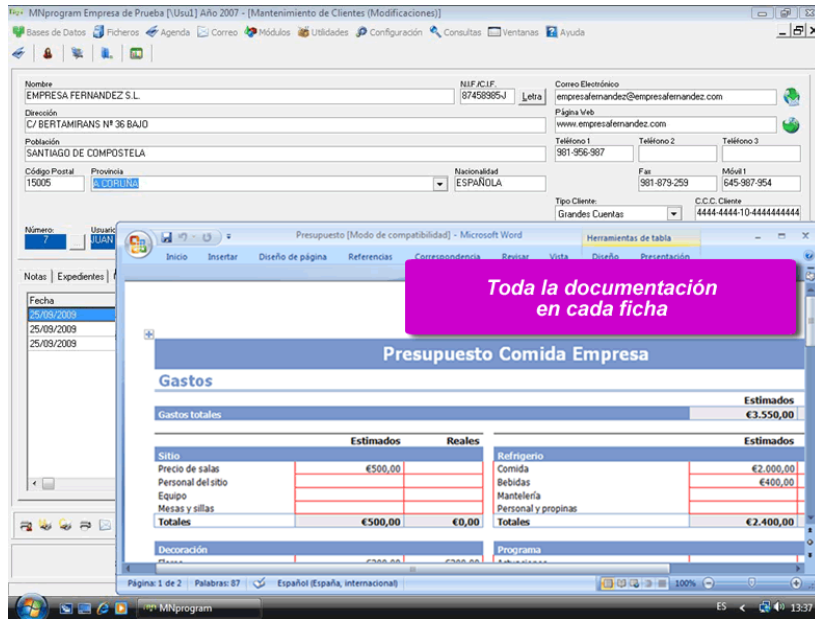 MNprogram Empresa de Prueba [\Usu1] Año 2007 - [Mantenimiento de Clientes (Modificaciones)]
Bases de Datos Ficheros Agenda Correo Módulos Utilidades Configuración Consultas Ventanas Ayuda
Nombre N.I.F./C.I.F. Correo Electrónico
EMPRESA FERNANDEZ S.L. 87458985-J Letra empresafernandez@empresafernandez.com
Dirección Página Web
C/ BERTAMIRANS Nº 36 BAJO www.empresafernandez.com
Población Teléfono 1 Teléfono 2 Teléfono 3
SANTIAGO DE COMPOSTELA 981-956-987
Código Postal Provincia Nacionalidad Fax Móvil 1
15005 A CORUÑA ESPAÑOLA 981-879-259 645-987-954
Tipo Cliente: C.C.C. Cliente
Grandes Cuentas 4444-4444-10-4444444444
Número: Usuario
7 ... JUAN
Presupuesto [Modo de compatibilidad] - Microsoft Word Herramientas de tabla
Inicio Insertar Diseño de página Referencias Correspondencia Revisar Vista Diseño Presentación
Notas Expedientes
Toda la documentación
en cada ficha
Fecha
25/09/2009
25/09/2009
25/09/2009
Presupuesto Comida Empresa
Gastos
Estimados
Gastos totales €3.550,00
Estimados Reales Estimados
Sitio Refrigerio
Precio de salas €500,00 Comida €2.000,00
Personal del sitio Bebidas €400,00
Equipo Mantelería
Mesas y sillas Personal y propinas
Totales €500,00 €0,00 Totales €2.400,00
Decoración Programa
Página: 1 de 2 Palabras: 87 Español (España, internacional) 100%
MNprogram ES 13:37